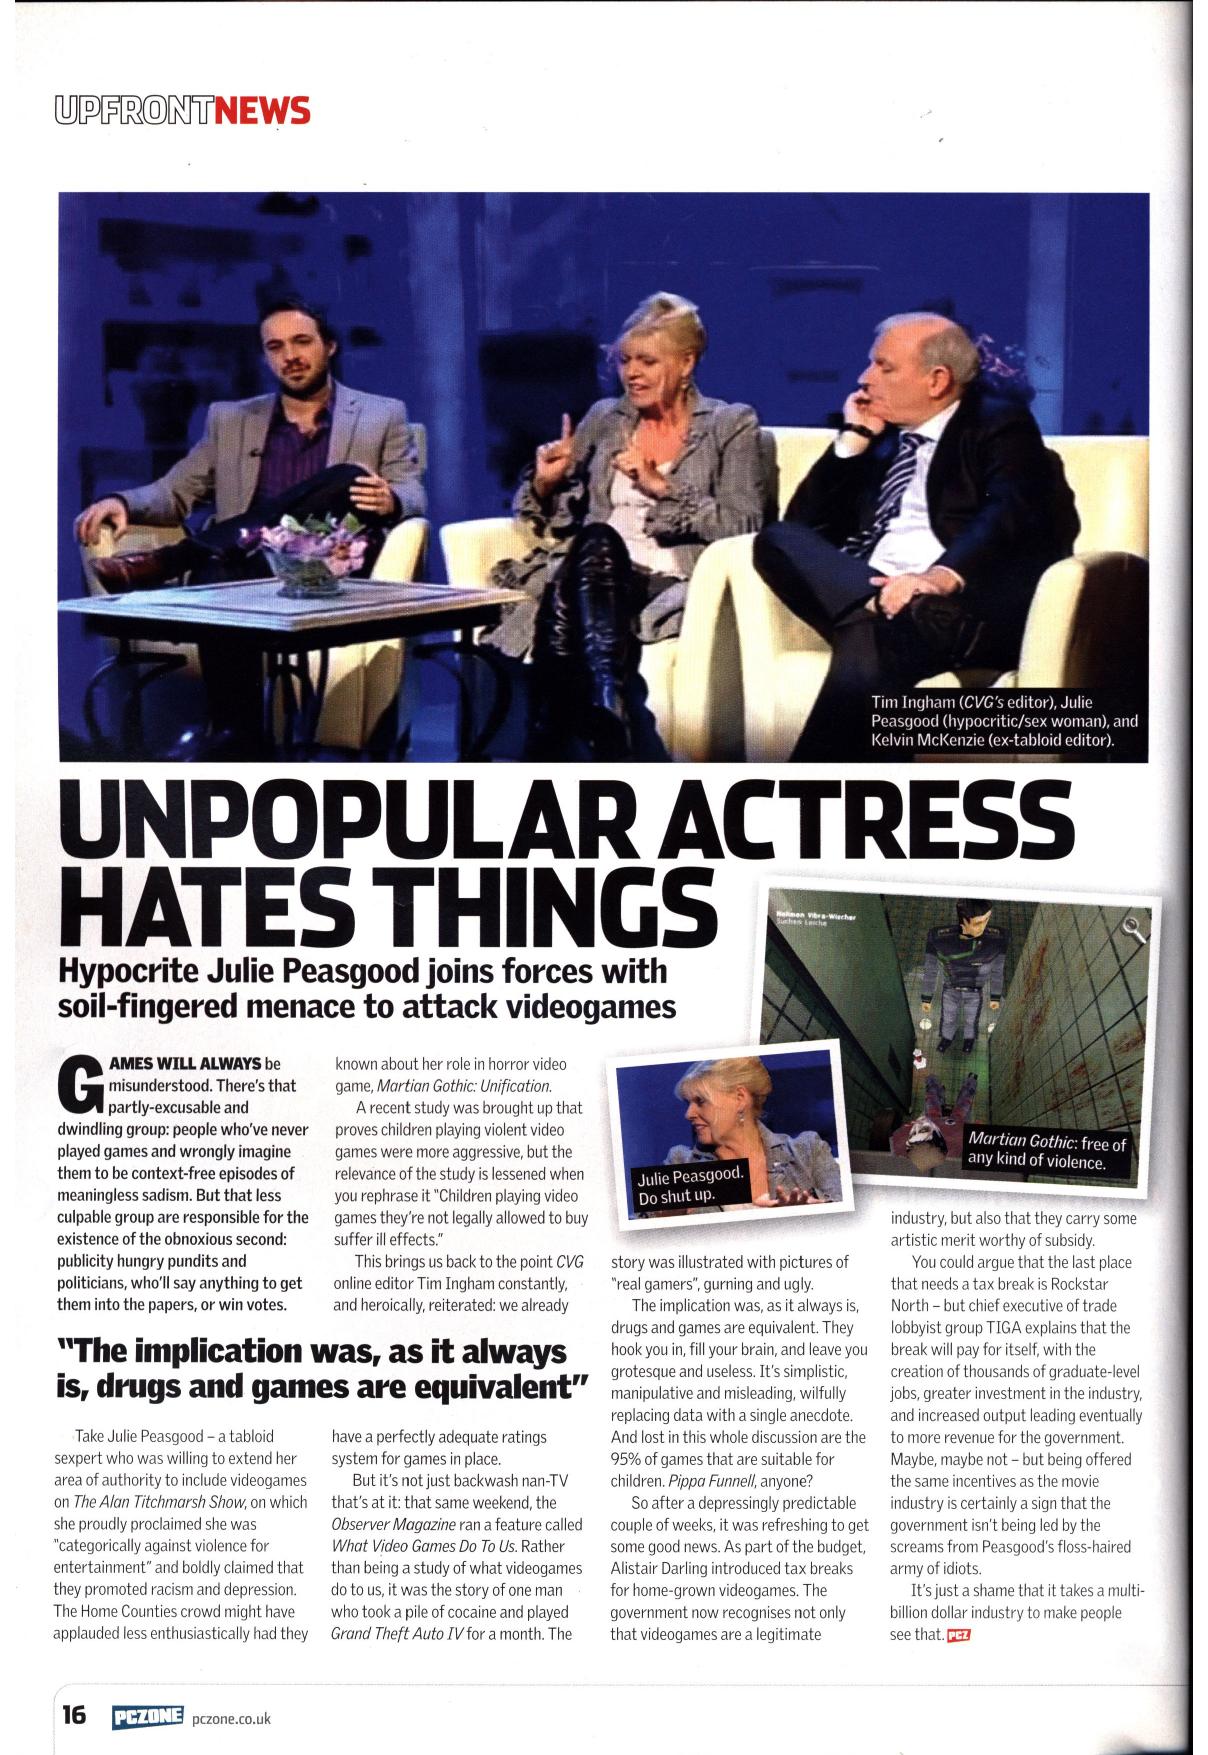 UPFRONTNEWS
Tim Ingham (CVG's editor), Julie
Peasgood (hypocritic/sex woman), and
Kelvin McKenzie (ex-tabloid editor).
UNPOPULAR ACTRESS
HATES THINGS
Hypocrite Julie Peasgood joins forces with
soil-fingered menace to attack videogames
GAMES WILL ALWAYS be
misunderstood. There's that
partly-excusable and
dwindling group: people who've never
played games and wrongly imagine
them to be context-free episodes of
meaningless sadism. But that less
culpable group are responsible for the
existence of the obnoxious second:
publicity hungry pundits and
politicians, who'll say anything to get
them into the papers, or win votes.
"The implication was, as it always
is, drugs and games are equivalent"
Take Julie Peasgood – a tabloid
sexpert who was willing to extend her
area of authority to include videogames
on The Alan Titchmarsh Show, on which
she proudly proclaimed she was
"categorically against violence for
entertainment" and boldly claimed that
they promoted racism and depression.
The Home Counties crowd might have
applauded less enthusiastically had they
known about her role in horror video
game, Martian Gothic: Unification.
A recent study was brought up that
proves children playing violent video
games were more aggressive, but the
relevance of the study is lessened when
you rephrase it "Children playing video
games they're not legally allowed to buy
suffer ill effects."
This brings us back to the point CVG
online editor Tim Ingham constantly,
and heroically, reiterated: we already
have a perfectly adequate ratings
system for games in place.
But it's not just backwash nan-TV
that's at it: that same weekend, the
Observer Magazine ran a feature called
What Video Games Do To Us. Rather
than being a study of what videogames
do to us, it was the story of one man
who took a pile of cocaine and played
Grand Theft Auto IV for a month. The
Julie Peasgood.
Do shut up.
Nehmen Vibra-Wischer
Suchen Leiche
Martian Gothic: free of
any kind of violence.
story was illustrated with pictures of
"real gamers", gurning and ugly.
The implication was, as it always is,
drugs and games are equivalent. They
hook you in, fill your brain, and leave you
grotesque and useless. It's simplistic,
manipulative and misleading, wilfully
replacing data with a single anecdote.
And lost in this whole discussion are the
95% of games that are suitable for
children. Pippa Funnell, anyone?
So after a depressingly predictable
couple of weeks, it was refreshing to get
some good news. As part of the budget,
Alistair Darling introduced tax breaks
for home-grown videogames. The
government now recognises not only
that videogames are a legitimate
industry, but also that they carry some
artistic merit worthy of subsidy.
You could argue that the last place
that needs a tax break is Rockstar
North – but chief executive of trade
lobbyist group TIGA explains that the
break will pay for itself, with the
creation of thousands of graduate-level
jobs, greater investment in the industry,
and increased output leading eventually
to more revenue for the government.
Maybe, maybe not – but being offered
the same incentives as the movie
industry is certainly a sign that the
government isn't being led by the
screams from Peasgood's floss-haired
army of idiots.
It's just a shame that it takes a multi-
billion dollar industry to make people
see that. PCZ
16 PCZONE pczone.co.uk